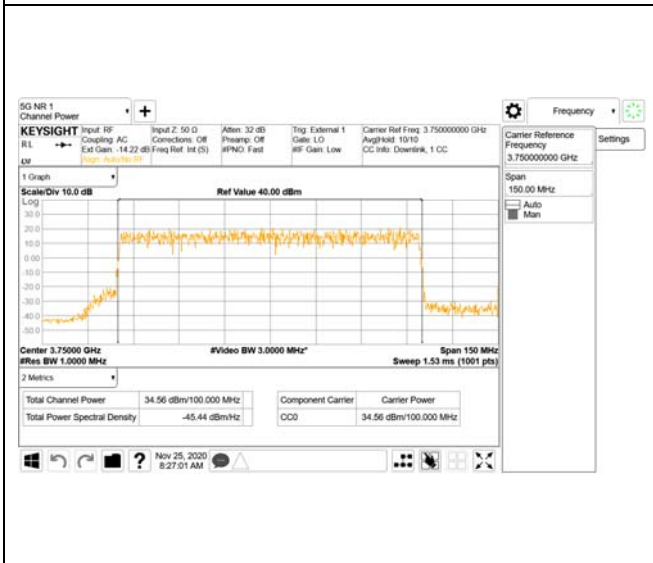 5G NR 1
Channel Power
+
Frequency
KEYSIGHT Input: RF Input Z: 50 Ω Atten: 32 dB Trig: External 1 Carrier Ref Freq: 3.750000000 GHz
RL Coupling: AC Corrections: Off Preamp: Off Gate: LO Avg|Hold: 10/10
Ext Gain: -14.22 dB Freq Ref: Int (S) #PNO: Fast #IF Gain: Low CC Info: Downlink, 1 CC
Align: Auto/No RF
Carrier Reference
Frequency
3.750000000 GHz
Settings
Span
150.00 MHz
Auto
Man
1 Graph
Scale/Div 10.0 dB Ref Value 40.00 dBm
Log
30.0
20.0
10.0
0.00
-10.0
-20.0
-30.0
-40.0
-50.0
Center 3.75000 GHz #Video BW 3.0000 MHz* Span 150 MHz
#Res BW 1.0000 MHz Sweep 1.53 ms (1001 pts)
2 Metrics
Total Channel Power 34.56 dBm/100.000 MHz Component Carrier Carrier Power
Total Power Spectral Density -45.44 dBm/Hz CC0 34.56 dBm/100.000 MHz
? Nov 25, 2020
8:27:01 AM